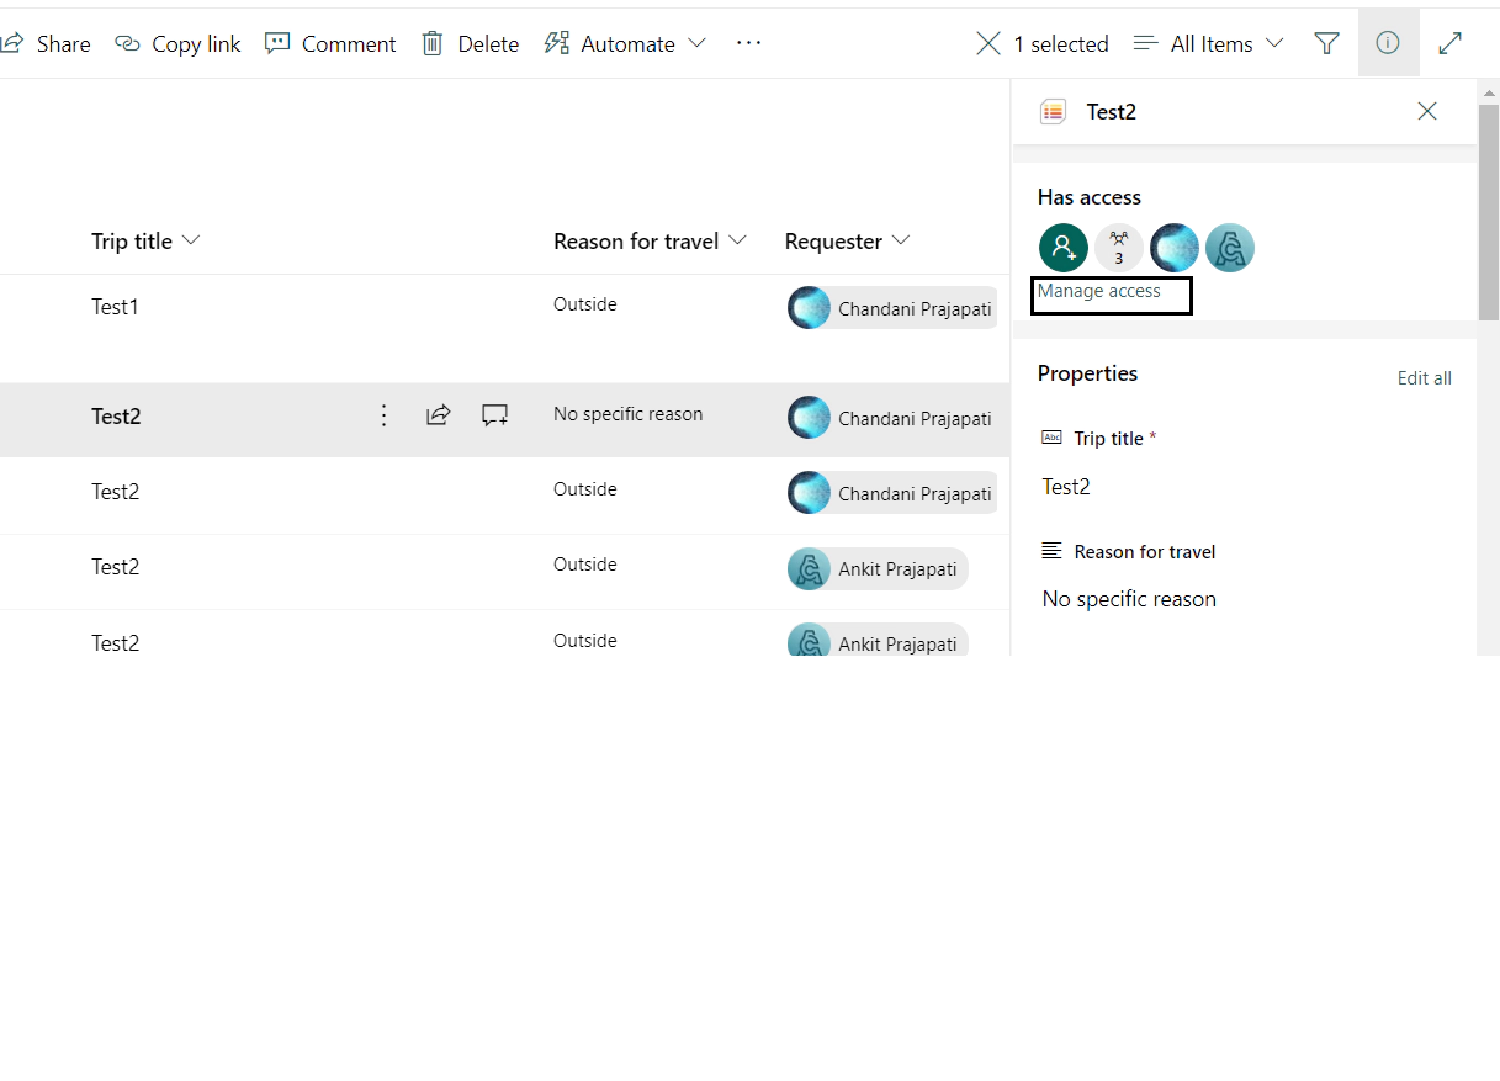 Share Copy link Comment Delete Automate ... 1 selected All Items
Test2
Has access
3
Manage access
Trip title Reason for travel Requester
Test1 Outside Chandani Prajapati
Test2 No specific reason Chandani Prajapati
Test2 Outside Chandani Prajapati
Test2 Outside Ankit Prajapati
Test2 Outside Ankit Prajapati
Properties Edit all
Abc Trip title *
Test2
Reason for travel
No specific reason